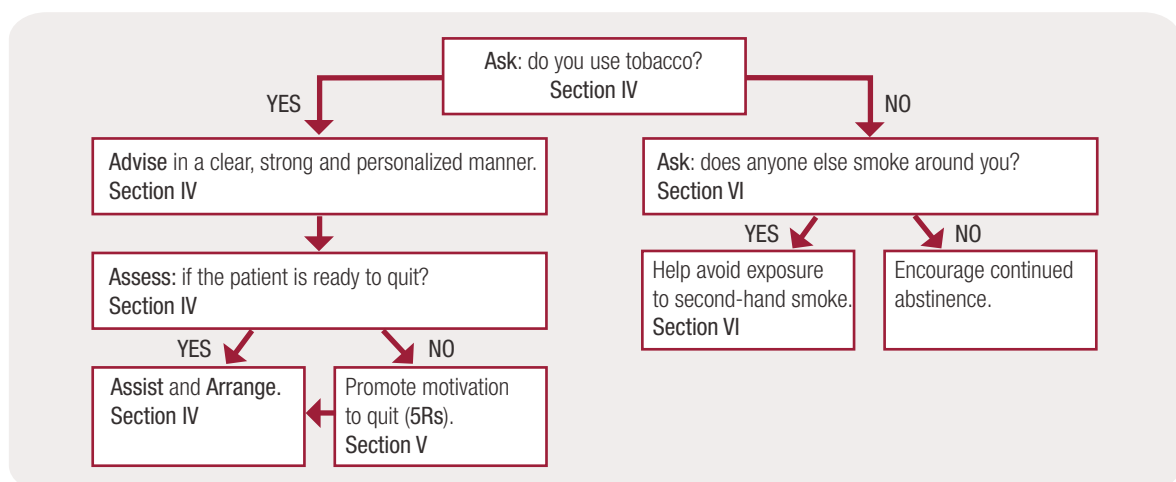 Ask: do you use tobacco?
Section IV
YES
NO
Advise in a clear, strong and personalized manner.
Section IV
Ask: does anyone else smoke around you?
Section VI
Assess: if the patient is ready to quit?
Section IV
YES
NO
Help avoid exposure
to second-hand smoke.
Section VI
Encourage continued
abstinence.
YES
NO
Assist and Arrange.
Section IV
Promote motivation
to quit (5Rs).
Section V